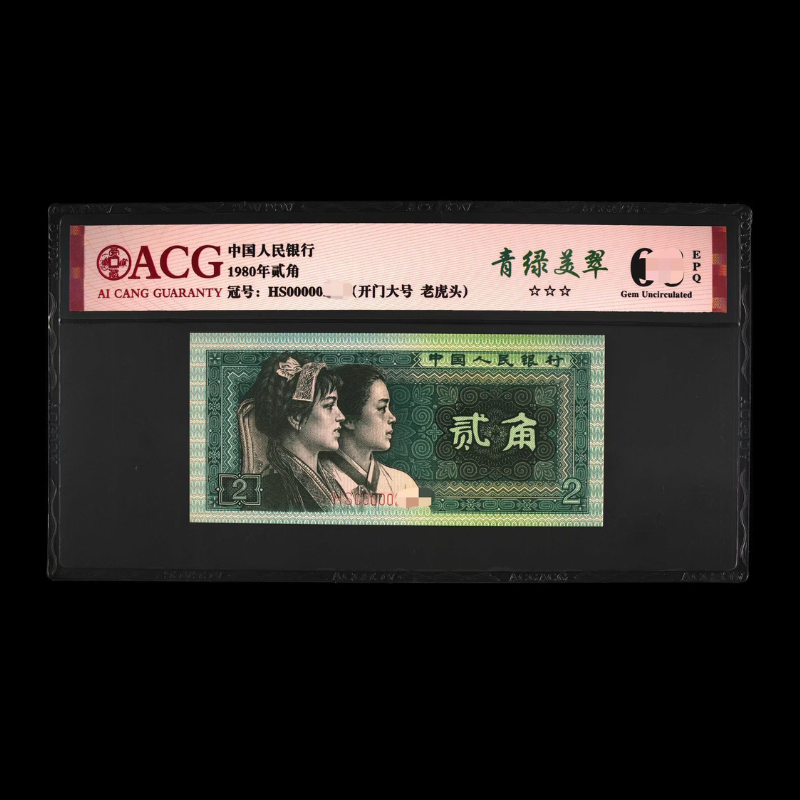 ACG
AI CANG GUARANTY
中国人民银行
1980年贰角
冠号：HS00000
(开门大号 老虎头)
青绿美翠
☆☆☆
EPQ
Gem Uncirculated
中国人民银行
贰角
HS00000
2
2